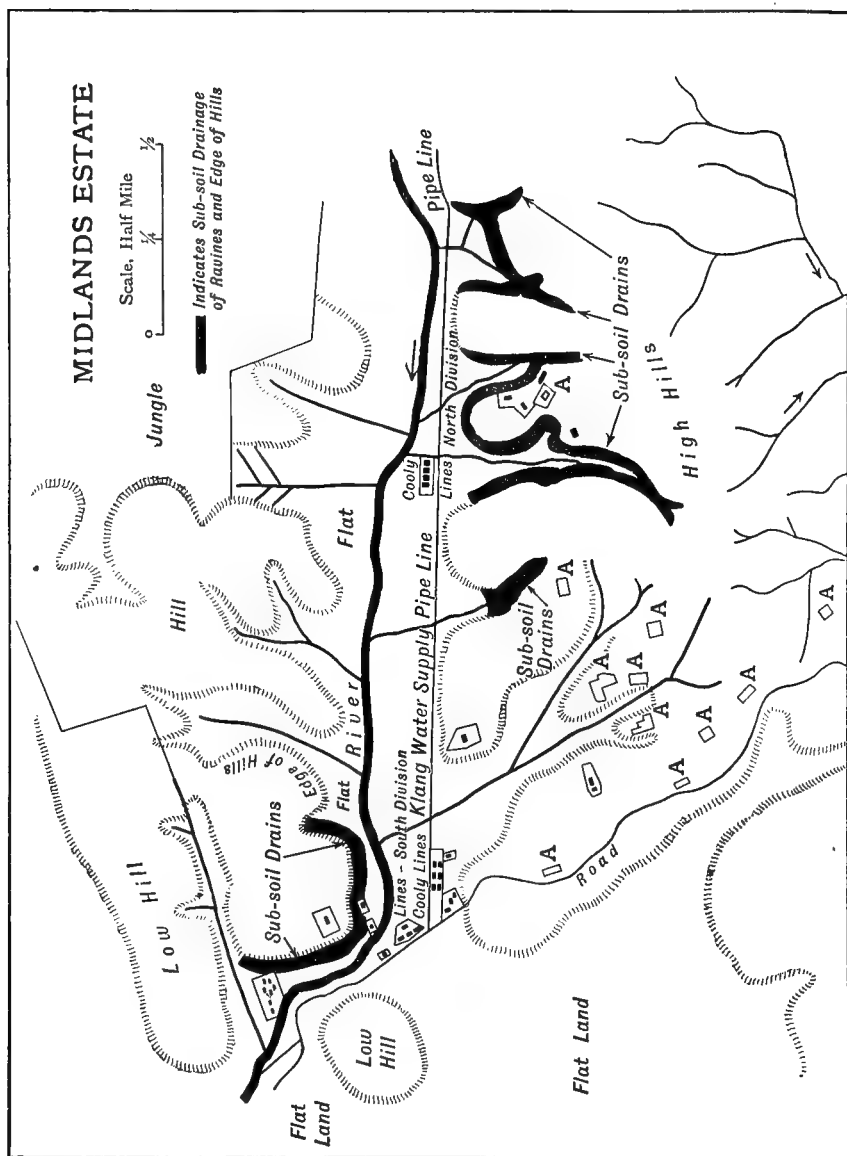 MIDLANDS ESTATE
Scale, Half Mile
0 1/4 1/2
Indicates Sub-soil Drainage
of Ravines and Edge of Hills
Jungle
Hill
Low Hill
Edge of Hills
Flat
Flat
River
Sub-soil Drains
Pipe Line
North Division
Cooly
Lines
Klang Water Supply Pipe Line
Lines - South Division
Cooly Lines
Sub-soil Drains
A
High Hills
Sub-soil
Drains
A
A
A
A
A
A
A
A
A
Road
Low
Hill
Flat
Land
Flat Land